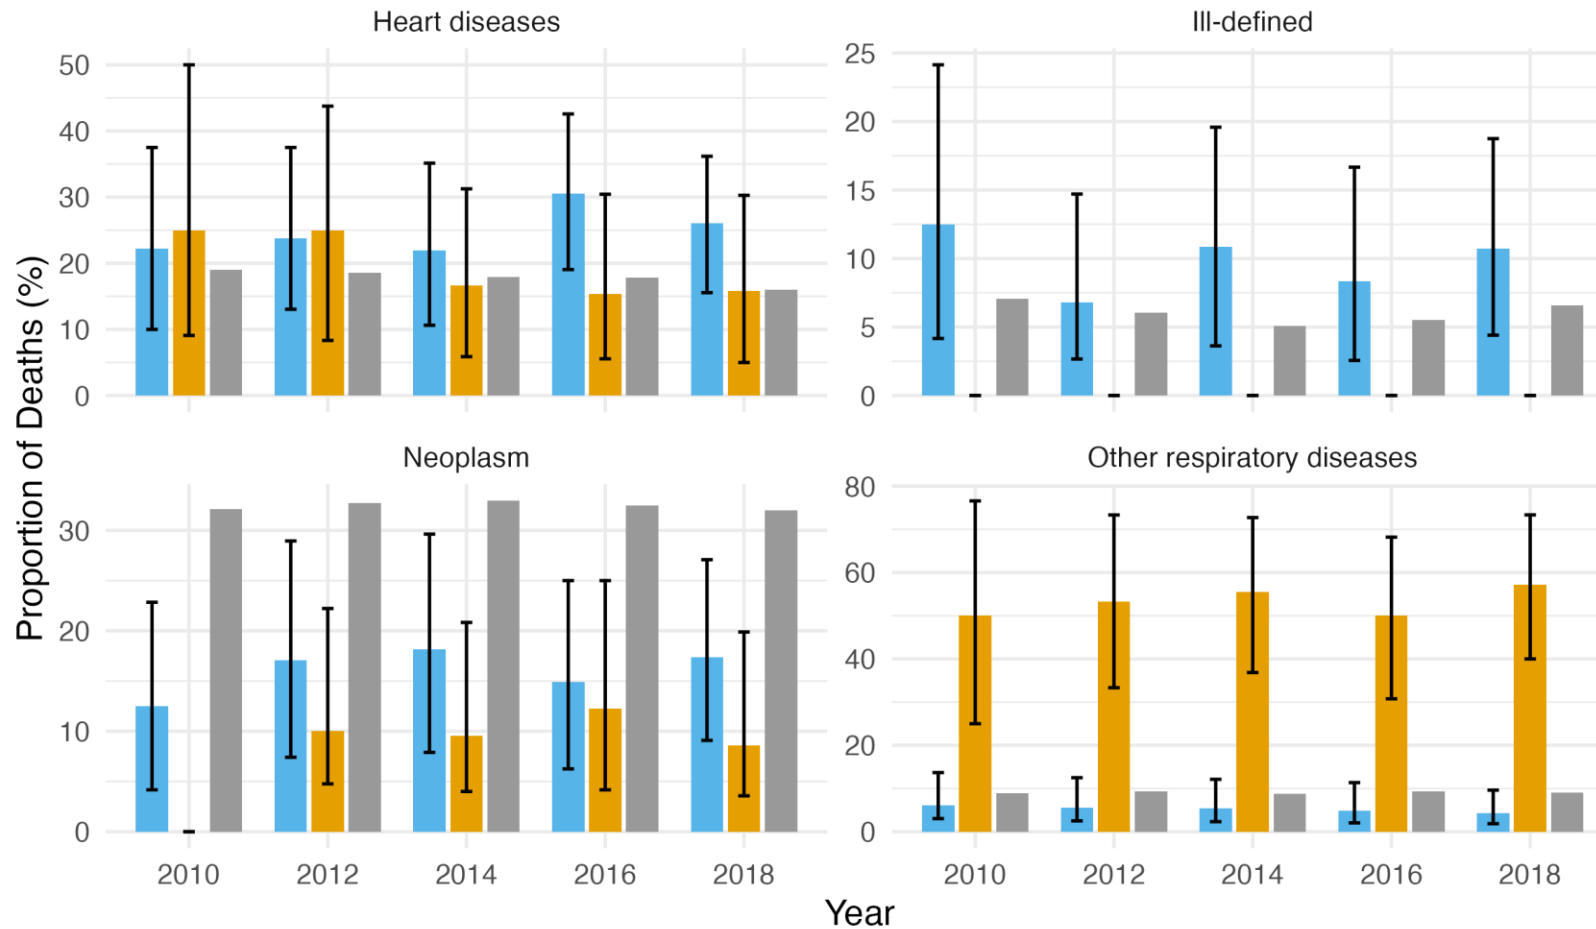 Heart diseases
Ill-defined
50
40
30
20
10
0
25
20
15
10
5
0
Neoplasm
Other respiratory diseases
30
20
10
0
80
60
40
20
0
2010 2012 2014 2016 2018
2010 2012 2014 2016 2018
Proportion of Deaths (%)
Year